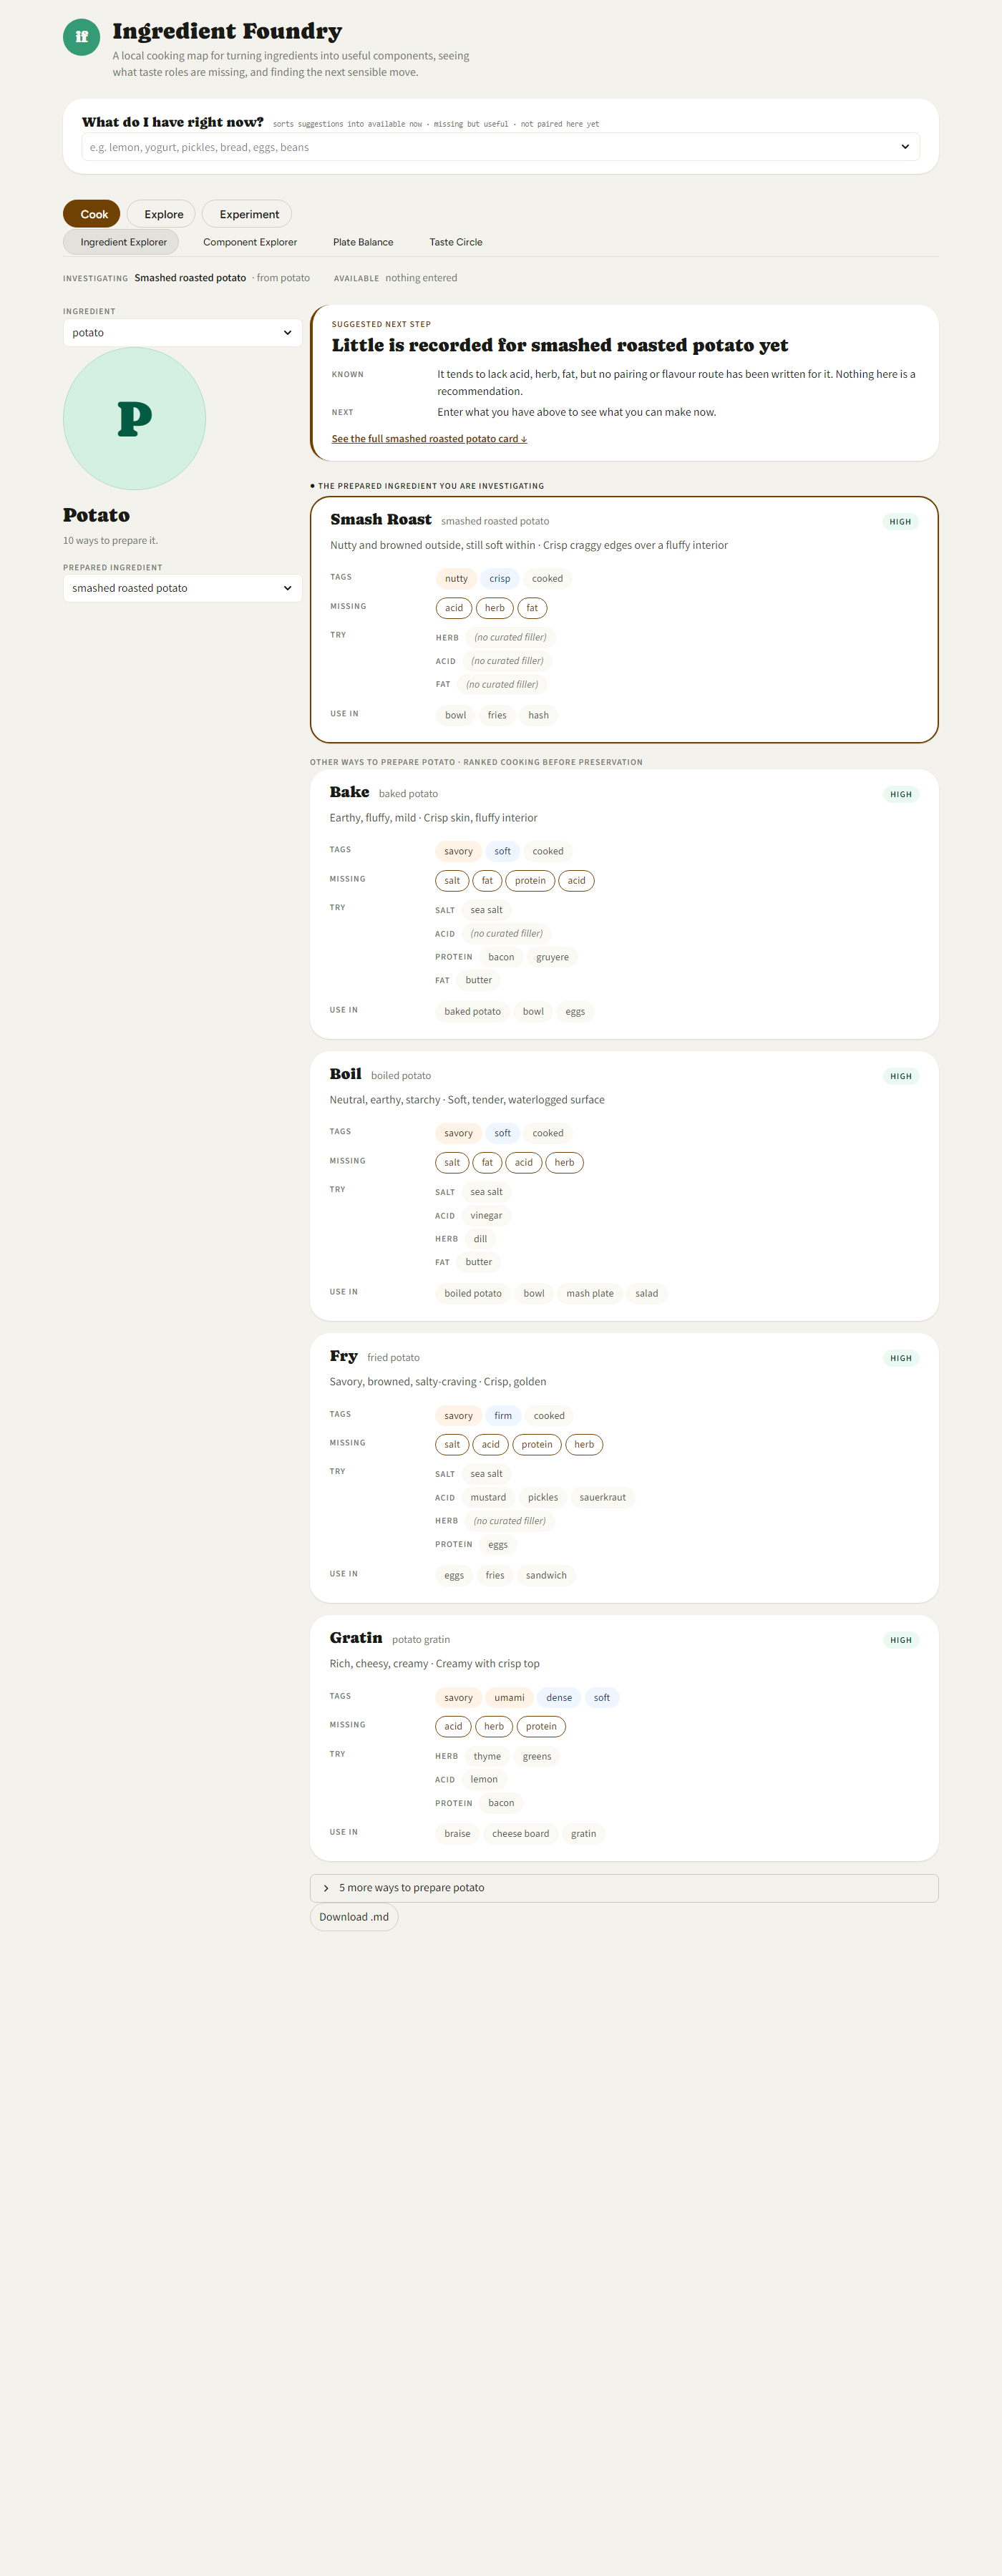 if
Ingredient Foundry
A local cooking map for turning ingredients into useful components, seeing
what taste roles are missing, and finding the next sensible move.
What do I have right now? sorts suggestions into available now · missing but useful · not paired here yet
e.g. lemon, yogurt, pickles, bread, eggs, beans
Cook Explore Experiment
Ingredient Explorer Component Explorer Plate Balance Taste Circle
INVESTIGATING Smashed roasted potato · from potato AVAILABLE nothing entered
INGREDIENT
potato
P
Potato
10 ways to prepare it.
PREPARED INGREDIENT
smashed roasted potato
SUGGESTED NEXT STEP
Little is recorded for smashed roasted potato yet
KNOWN It tends to lack acid, herb, fat, but no pairing or flavour route has been written for it. Nothing here is a
recommendation.
NEXT Enter what you have above to see what you can make now.
See the full smashed roasted potato card ↓
● THE PREPARED INGREDIENT YOU ARE INVESTIGATING
Smash Roast smashed roasted potato HIGH
Nutty and browned outside, still soft within · Crisp craggy edges over a fluffy interior
TAGS nutty crisp cooked
MISSING acid herb fat
TRY HERB (no curated filler)
ACID (no curated filler)
FAT (no curated filler)
USE IN bowl fries hash
OTHER WAYS TO PREPARE POTATO · RANKED COOKING BEFORE PRESERVATION
Bake baked potato HIGH
Earthy, fluffy, mild · Crisp skin, fluffy interior
TAGS savory soft cooked
MISSING salt fat protein acid
TRY SALT sea salt
ACID (no curated filler)
PROTEIN bacon gruyere
FAT butter
USE IN baked potato bowl eggs
Boil boiled potato HIGH
Neutral, earthy, starchy · Soft, tender, waterlogged surface
TAGS savory soft cooked
MISSING salt fat acid herb
TRY SALT sea salt
ACID vinegar
HERB dill
FAT butter
USE IN boiled potato bowl mash plate salad
Fry fried potato HIGH
Savory, browned, salty-craving · Crisp, golden
TAGS savory firm cooked
MISSING salt acid protein herb
TRY SALT sea salt
ACID mustard pickles sauerkraut
HERB (no curated filler)
PROTEIN eggs
USE IN eggs fries sandwich
Gratin potato gratin HIGH
Rich, cheesy, creamy · Creamy with crisp top
TAGS savory umami dense soft
MISSING acid herb protein
TRY HERB thyme greens
ACID lemon
PROTEIN bacon
USE IN braise cheese board gratin
5 more ways to prepare potato
Download .md